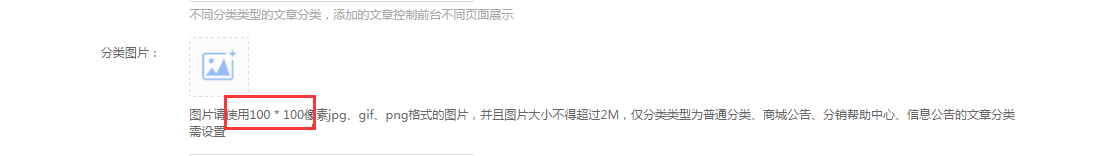 不同分类类型的文章分类，添加的文章控制前台不同页面展示
分类图片：
图片请使用100 * 100像素jpg、gif、png格式的图片，并且图片大小不得超过2M，仅分类类型为普通分类、商城公告、分销帮助中心、信息公告的文章分类
需设置